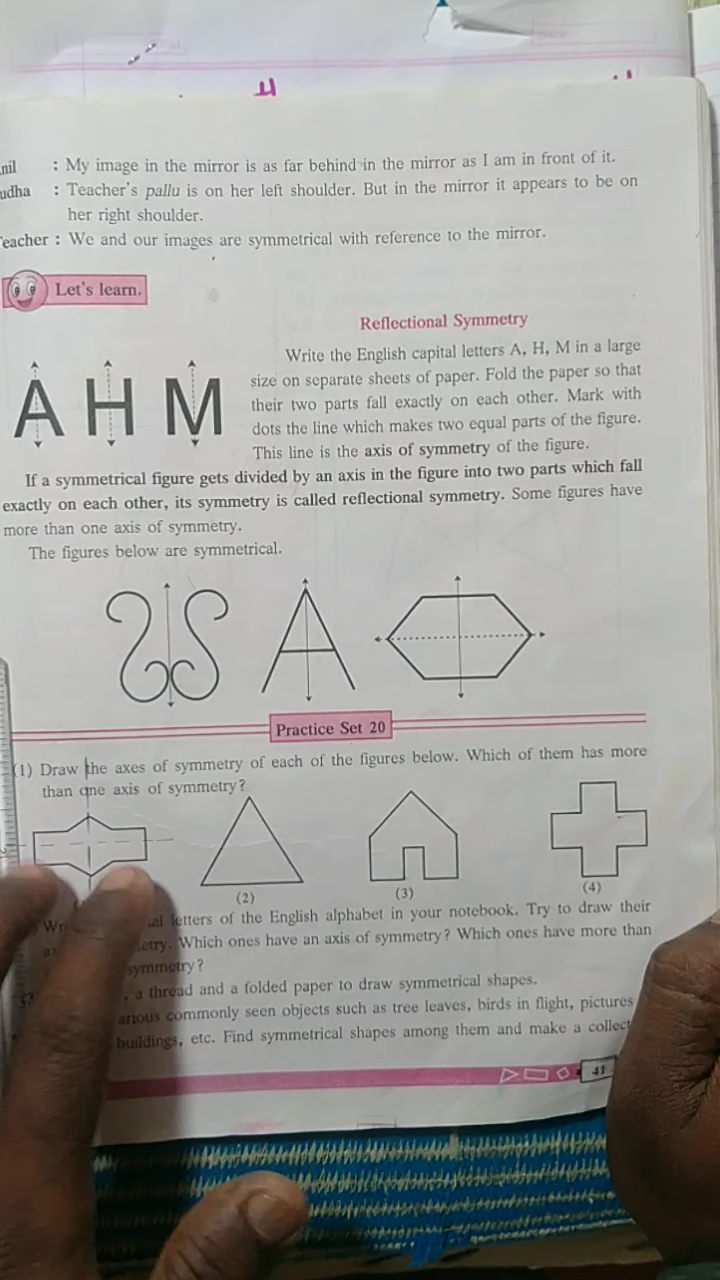 nil : My image in the mirror is as far behind in the mirror as I am in front of it.
udha : Teacher's pallu is on her left shoulder. But in the mirror it appears to be on
her right shoulder.
eacher : We and our images are symmetrical with reference to the mirror.
Let's learn.
Reflectional Symmetry
A H M
Write the English capital letters A, H, M in a large
size on separate sheets of paper. Fold the paper so that
their two parts fall exactly on each other. Mark with
dots the line which makes two equal parts of the figure.
This line is the axis of symmetry of the figure.
If a symmetrical figure gets divided by an axis in the figure into two parts which fall
exactly on each other, its symmetry is called reflectional symmetry. Some figures have
more than one axis of symmetry.
The figures below are symmetrical.
A
Practice Set 20
(1) Draw the axes of symmetry of each of the figures below. Which of them has more
than one axis of symmetry?
(2) (3) (4)
Wr al letters of the English alphabet in your notebook. Try to draw their
etry. Which ones have an axis of symmetry? Which ones have more than
symmetry?
, a thread and a folded paper to draw symmetrical shapes.
arious commonly seen objects such as tree leaves, birds in flight, pictures
buildings, etc. Find symmetrical shapes among them and make a collect
41